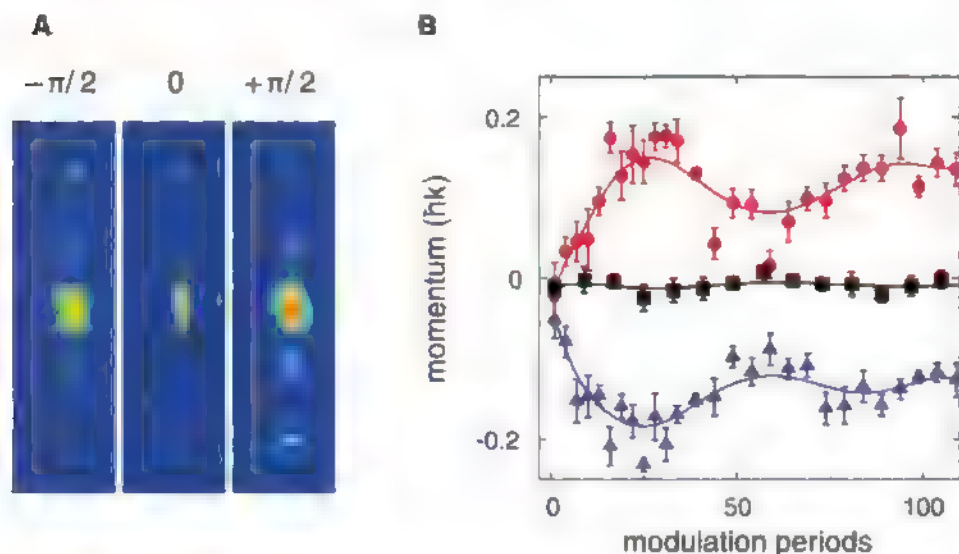 A
B
−π/2 0 +π/2
0.2
0
-0.2
momentum (ħk)
0 50 100
modulation periods